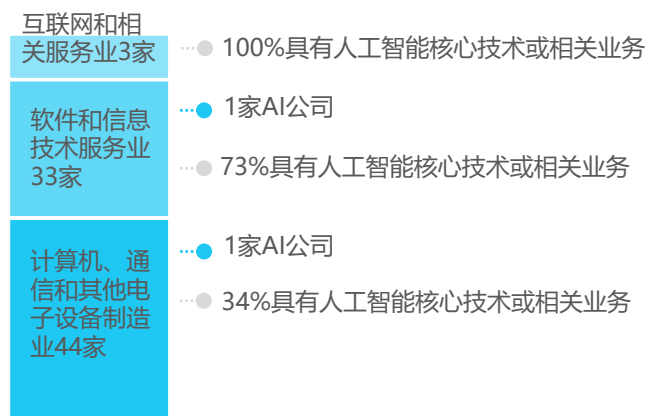 互联网和相
关服务业3家
100%具有人工智能核心技术或相关业务
软件和信息
技术服务业
33家
1家AI公司
73%具有人工智能核心技术或相关业务
计算机、通
信和其他电
子设备制造
业44家
1家AI公司
34%具有人工智能核心技术或相关业务